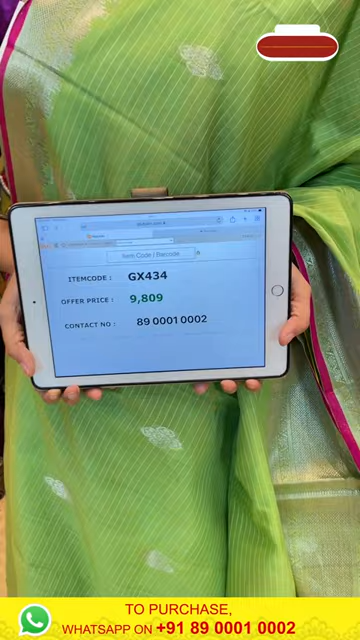 Item Code / Barcode
ITEMCODE : GX434
OFFER PRICE : 9,809
CONTACT NO : 89 0001 0002
TO PURCHASE,
WHATSAPP ON +91 89 0001 0002